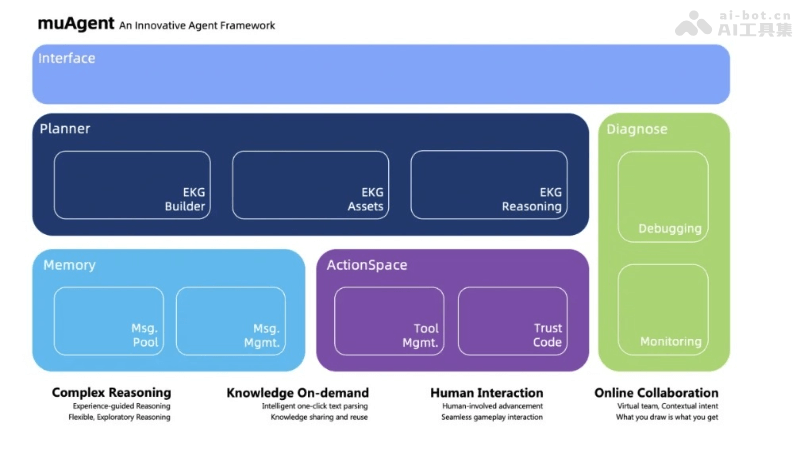 muAgent An Innovative Agent Framework
ai-bot.cn
AI工具集
Interface
Planner
EKG
Builder
EKG
Assets
EKG
Reasoning
Diagnose
Debugging
Monitoring
Memory
Msg.
Pool
Msg.
Mgmt.
ActionSpace
Tool
Mgmt.
Trust
Code
Complex Reasoning
Experience-guided Reasoning
Flexible, Exploratory Reasoning
Knowledge On-demand
Intelligent one-click text parsing
Knowledge sharing and reuse
Human Interaction
Human-involved advancement
Seamless gameplay interaction
Online Collaboration
Virtual team, Contextual intent
What you draw is what you get